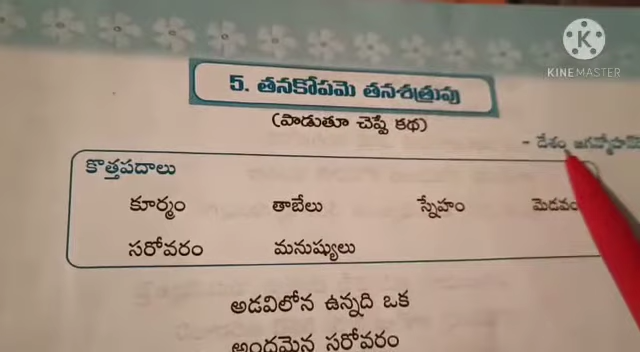 KINEMASTER
5. తనకోపమె తనశత్రువు
(పాడుతూ చెప్పే కథ)
- దేశం
కొత్తపదాలు
కూర్మం తాబేలు స్నేహం
సరోవరం మనుష్యులు
అడవిలోన ఉన్నది ఒక
అందమైన సరోవరం